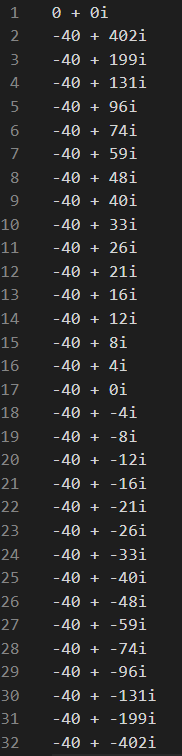 1 0 + 0i
2 -40 + 402i
3 -40 + 199i
4 -40 + 131i
5 -40 + 96i
6 -40 + 74i
7 -40 + 59i
8 -40 + 48i
9 -40 + 40i
10 -40 + 33i
11 -40 + 26i
12 -40 + 21i
13 -40 + 16i
14 -40 + 12i
15 -40 + 8i
16 -40 + 4i
17 -40 + 0i
18 -40 + -4i
19 -40 + -8i
20 -40 + -12i
21 -40 + -16i
22 -40 + -21i
23 -40 + -26i
24 -40 + -33i
25 -40 + -40i
26 -40 + -48i
27 -40 + -59i
28 -40 + -74i
29 -40 + -96i
30 -40 + -131i
31 -40 + -199i
32 -40 + -402i